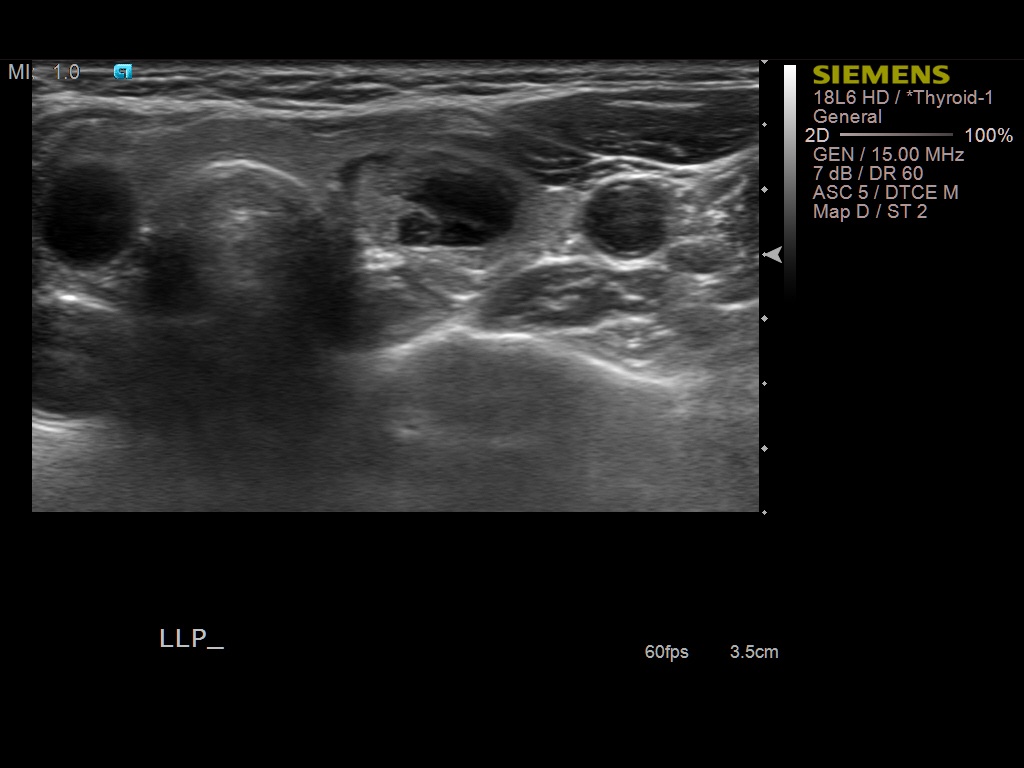 MI: 1.0
SIEMENS
18L6 HD / *Thyroid-1
General
2D 100%
GEN / 15.00 MHz
7 dB / DR 60
ASC 5 / DTCE M
Map D / ST 2
LLP_
60fps 3.5cm